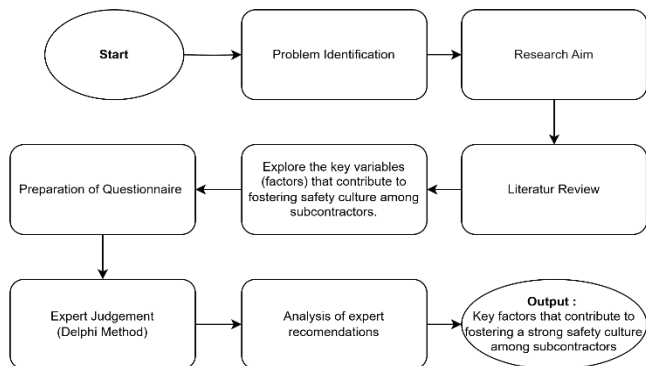 Start
Problem Identification
Research Aim
Literatur Review
Explore the key variables
(factors) that contribute to
fostering safety culture among
subcontractors.
Preparation of Questionnaire
Expert Judgement
(Delphi Method)
Analysis of expert
recomendations
Output :
Key factors that contribute to
fostering a strong safety culture
among subcontractors